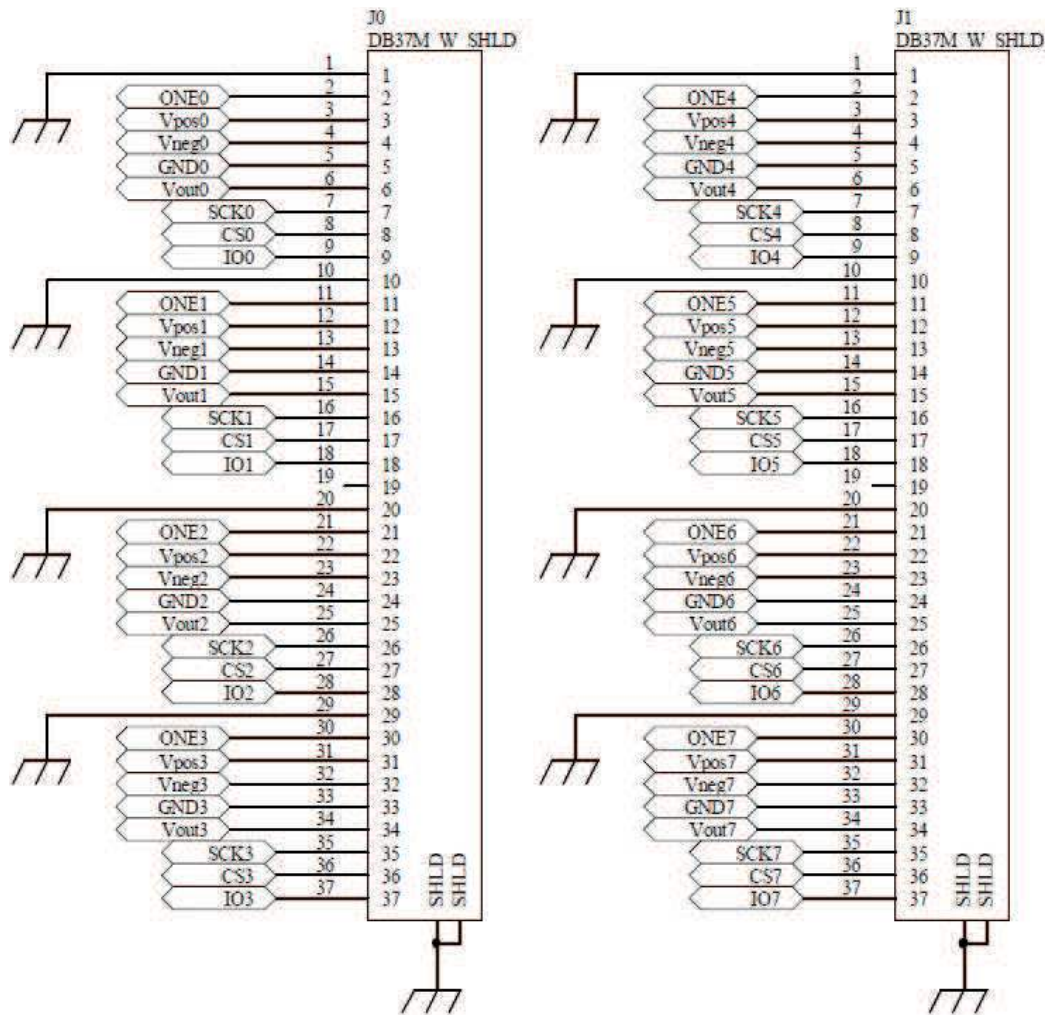 J0
DB37M_W_SHLD
1 1
ONE0 2 2
Vpos0 3 3
Vneg0 4 4
GND0 5 5
Vout0 6 6
SCK0 7 7
CS0 8 8
IO0 9 9
10 10
ONE1 11 11
Vpos1 12 12
Vneg1 13 13
GND1 14 14
Vout1 15 15
SCK1 16 16
CS1 17 17
IO1 18 18
19 19
20 20
ONE2 21 21
Vpos2 22 22
Vneg2 23 23
GND2 24 24
Vout2 25 25
SCK2 26 26
CS2 27 27
IO2 28 28
29 29
ONE3 30 30
Vpos3 31 31
Vneg3 32 32
GND3 33 33
Vout3 34 34
SCK3 35 35
CS3 36 36
IO3 37 37
SHLD
SHLD
J1
DB37M_W_SHLD
1 1
ONE4 2 2
Vpos4 3 3
Vneg4 4 4
GND4 5 5
Vout4 6 6
SCK4 7 7
CS4 8 8
IO4 9 9
10 10
ONE5 11 11
Vpos5 12 12
Vneg5 13 13
GND5 14 14
Vout5 15 15
SCK5 16 16
CS5 17 17
IO5 18 18
19 19
20 20
ONE6 21 21
Vpos6 22 22
Vneg6 23 23
GND6 24 24
Vout6 25 25
SCK6 26 26
CS6 27 27
IO6 28 28
29 29
ONE7 30 30
Vpos7 31 31
Vneg7 32 32
GND7 33 33
Vout7 34 34
SCK7 35 35
CS7 36 36
IO7 37 37
SHLD
SHLD